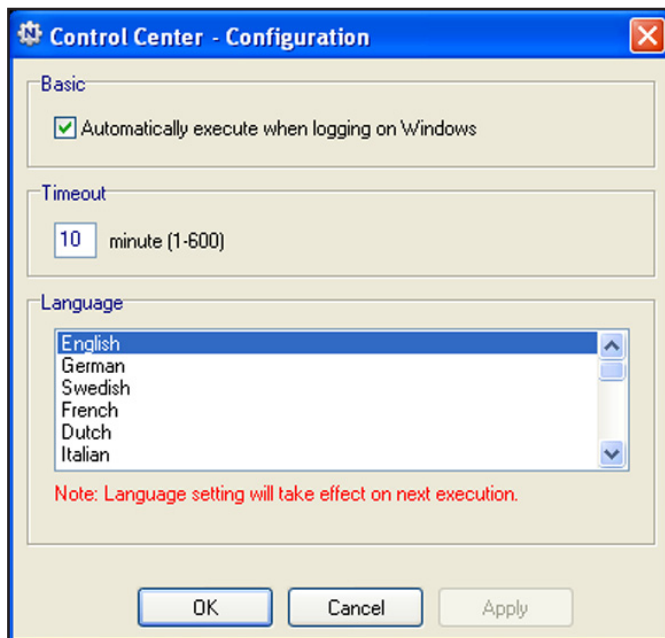 Control Center - Configuration
Basic
Automatically execute when logging on Windows
Timeout
10 minute (1-600)
Language
English
German
Swedish
French
Dutch
Italian
Note: Language setting will take effect on next execution.
OK Cancel Apply